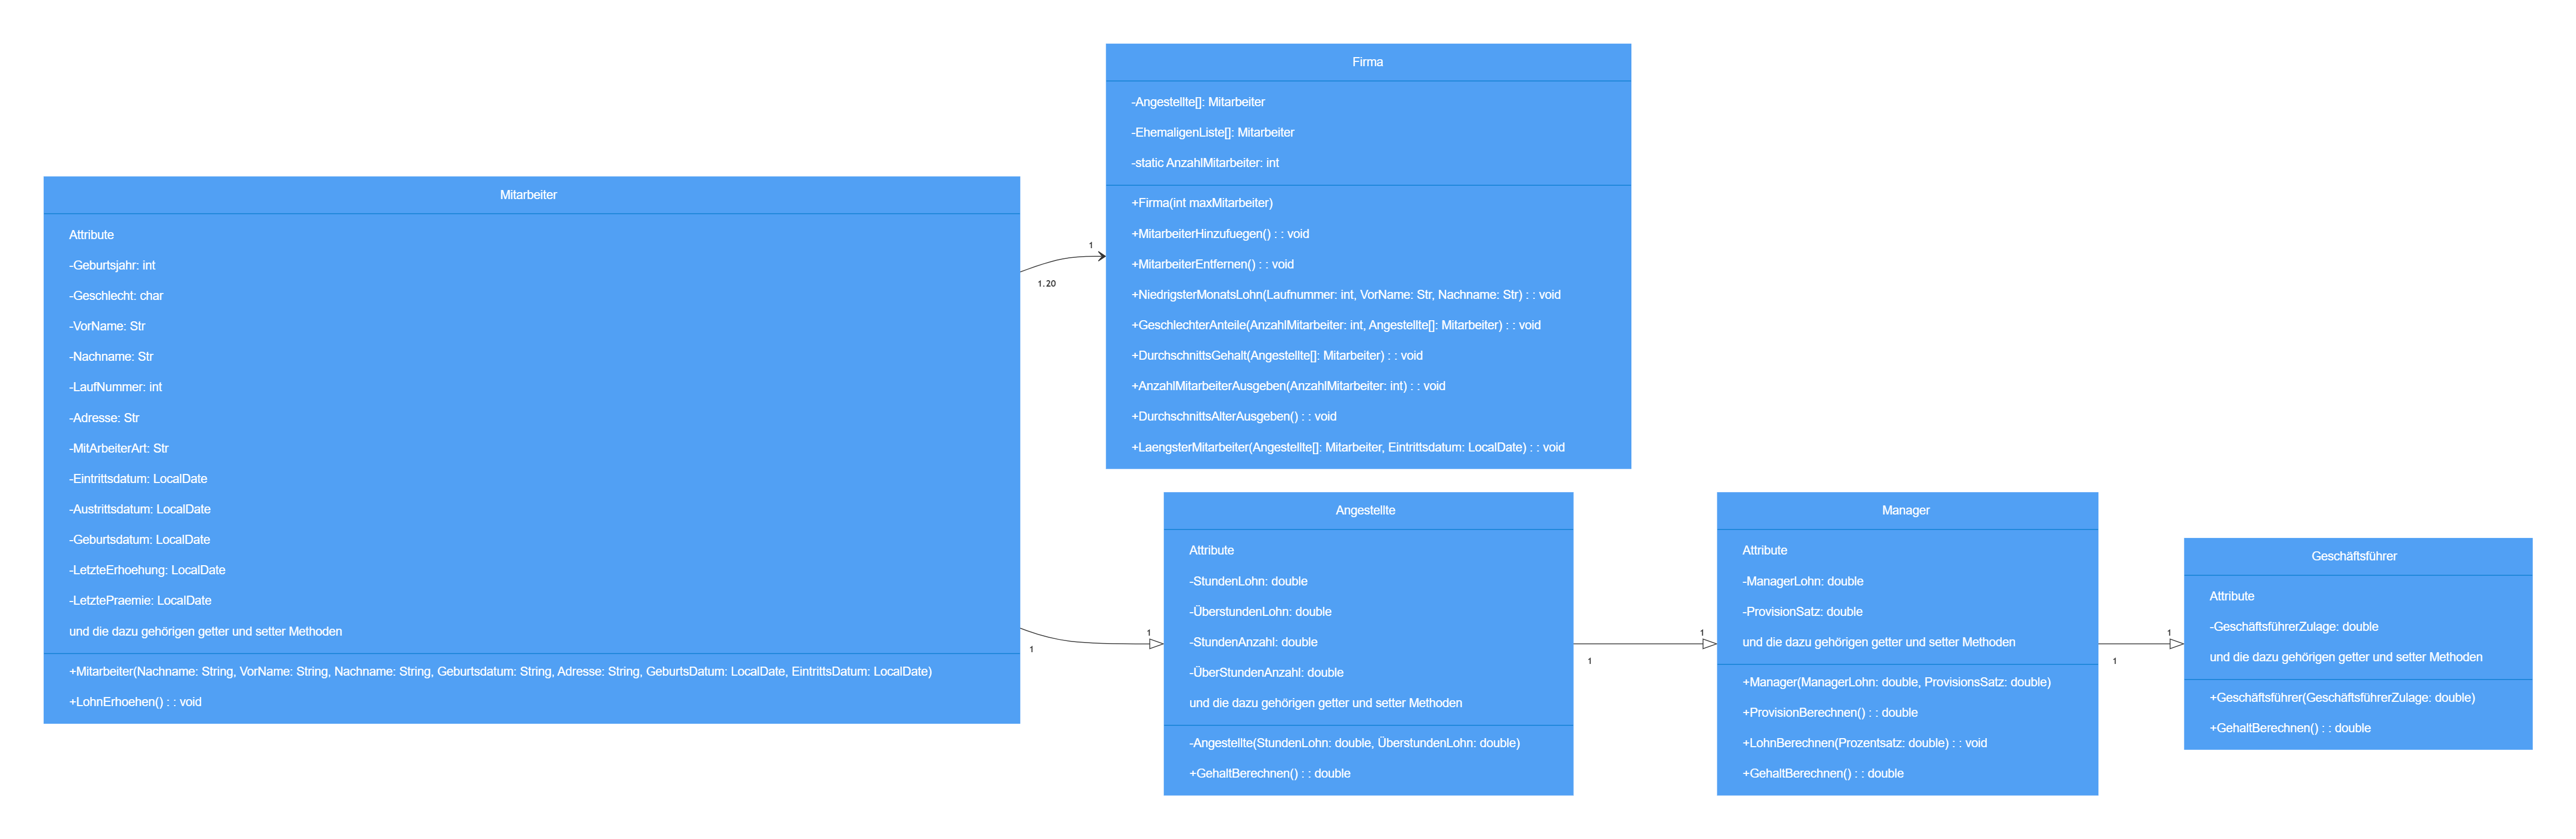 Firma
-Angestellte[]: Mitarbeiter
-EhemaligenListe[]: Mitarbeiter
-static AnzahlMitarbeiter: int
+Firma(int maxMitarbeiter)
+MitarbeiterHinzufuegen() : : void
+MitarbeiterEntfernen() : : void
+NiedrigsterMonatsLohn(Laufnummer: int, VorName: Str, Nachname: Str) : : void
+GeschlechterAnteile(AnzahlMitarbeiter: int, Angestellte[]: Mitarbeiter) : : void
+DurchschnittsGehalt(Angestellte[]: Mitarbeiter) : : void
+AnzahlMitarbeiterAusgeben(AnzahlMitarbeiter: int) : : void
+DurchschnittsAlterAusgeben() : : void
+LaengsterMitarbeiter(Angestellte[]: Mitarbeiter, Eintrittsdatum: LocalDate) : : void
Mitarbeiter
Attribute
-Geburtsjahr: int
-Geschlecht: char
-VorName: Str
-Nachname: Str
-LaufNummer: int
-Adresse: Str
-MitArbeiterArt: Str
-Eintrittsdatum: LocalDate
-Austrittsdatum: LocalDate
-Geburtsdatum: LocalDate
-LetzteErhoehung: LocalDate
-LetztePraemie: LocalDate
und die dazu gehörigen getter und setter Methoden
+Mitarbeiter(Nachname: String, VorName: String, Nachname: String, Geburtsdatum: String, Adresse: String, GeburtsDatum: LocalDate, EintrittsDatum: LocalDate)
+LohnErhoehen() : : void
1
1..20
1
1
Angestellte
Attribute
-StundenLohn: double
-ÜberstundenLohn: double
-StundenAnzahl: double
-ÜberStundenAnzahl: double
und die dazu gehörigen getter und setter Methoden
-Angestellte(StundenLohn: double, ÜberstundenLohn: double)
+GehaltBerechnen() : : double
1
1
Manager
Attribute
-ManagerLohn: double
-ProvisionSatz: double
und die dazu gehörigen getter und setter Methoden
+Manager(ManagerLohn: double, ProvisionsSatz: double)
+ProvisionBerechnen() : : double
+LohnBerechnen(Prozentsatz: double) : : void
+GehaltBerechnen() : : double
1
1
Geschäftsführer
Attribute
-GeschäftsführerZulage: double
und die dazu gehörigen getter und setter Methoden
+Geschäftsführer(GeschäftsführerZulage: double)
+GehaltBerechnen() : : double